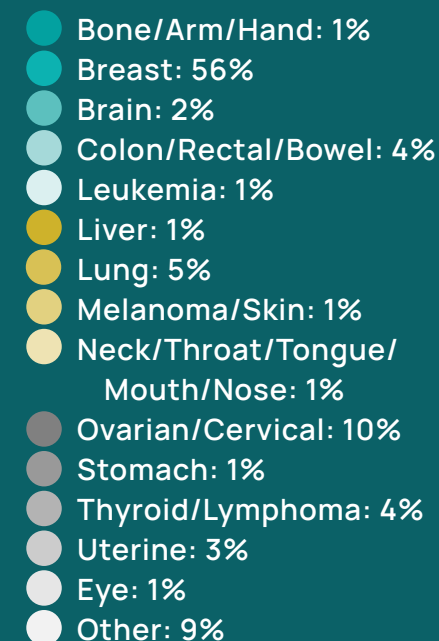 Bone/Arm/Hand: 1%
Breast: 56%
Brain: 2%
Colon/Rectal/Bowel: 4%
Leukemia: 1%
Liver: 1%
Lung: 5%
Melanoma/Skin: 1%
Neck/Throat/Tongue/
Mouth/Nose: 1%
Ovarian/Cervical: 10%
Stomach: 1%
Thyroid/Lymphoma: 4%
Uterine: 3%
Eye: 1%
Other: 9%